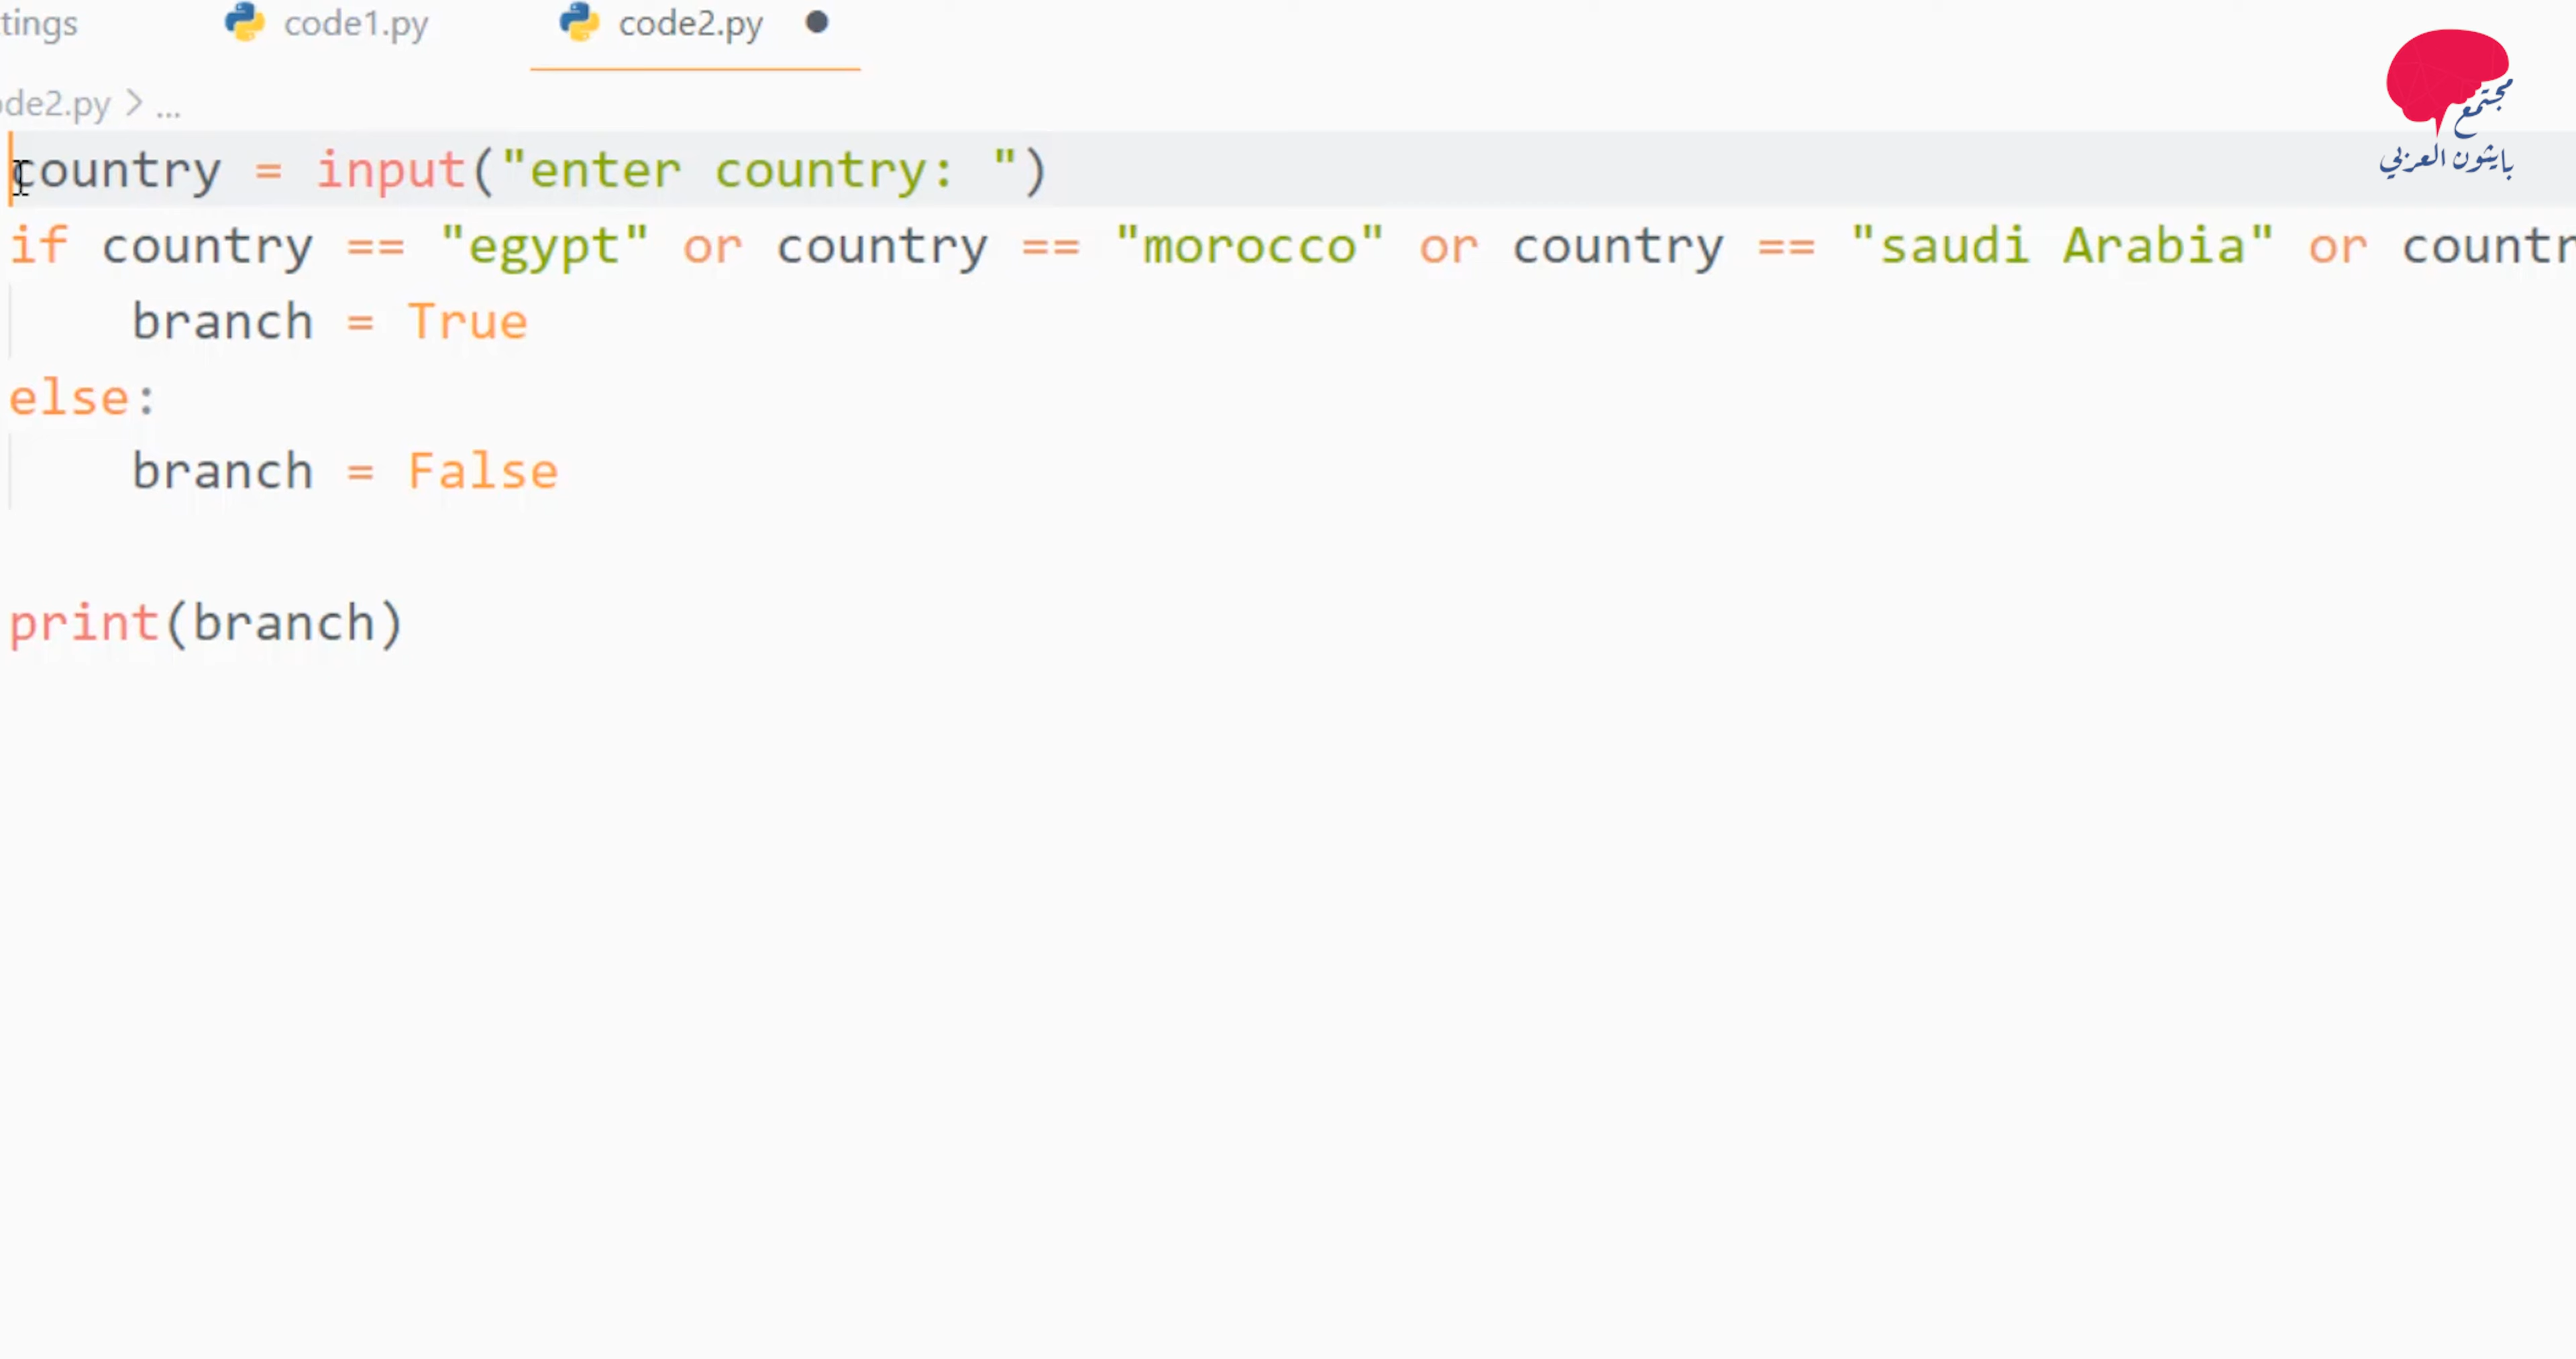 tings code1.py code2.py
de2.py > ...
مجتمع
بايثون العربي
country = input("enter country: ")
if country == "egypt" or country == "morocco" or country == "saudi Arabia" or countr
branch = True
else:
branch = False
print(branch)